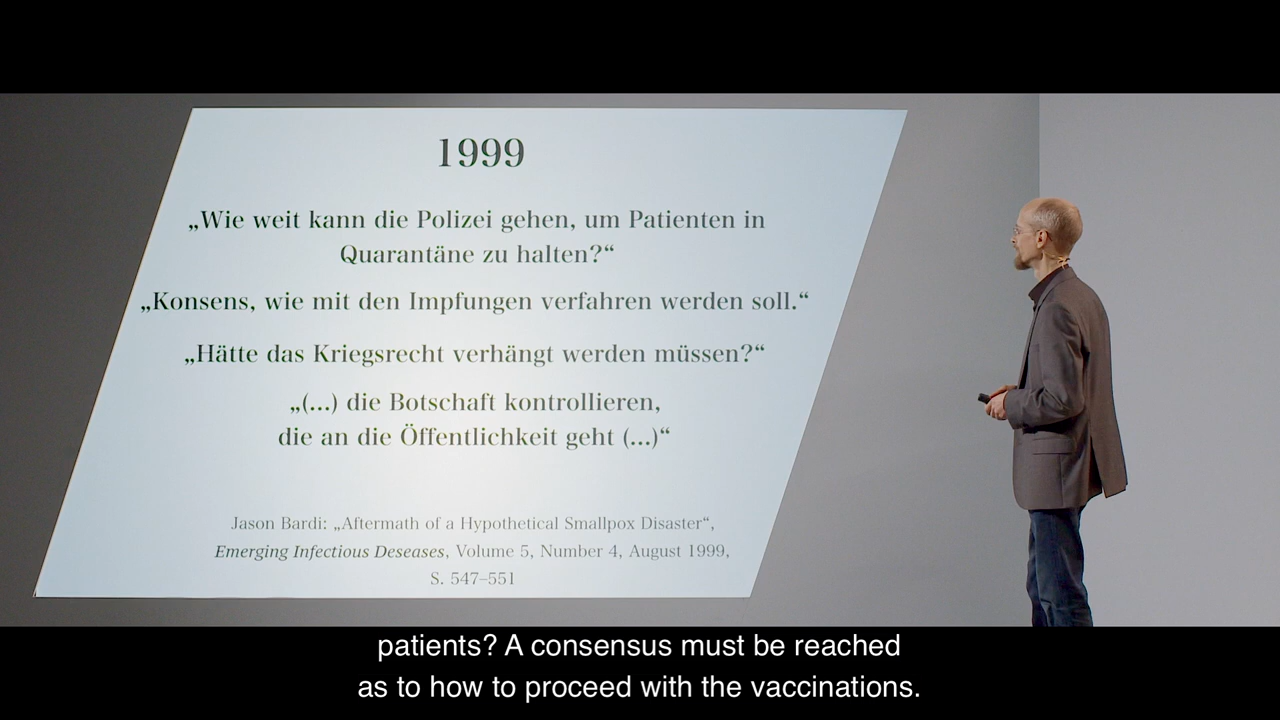 1999
„Wie weit kann die Polizei gehen, um Patienten in
Quarantäne zu halten?“
„Konsens, wie mit den Impfungen verfahren werden soll.“
„Hätte das Kriegsrecht verhängt werden müssen?“
„(...) die Botschaft kontrollieren,
die an die Öffentlichkeit geht (...)“
Jason Bardi: „Aftermath of a Hypothetical Smallpox Disaster“,
Emerging Infectious Deseases, Volume 5, Number 4, August 1999,
S. 547–551
patients? A consensus must be reached
as to how to proceed with the vaccinations.